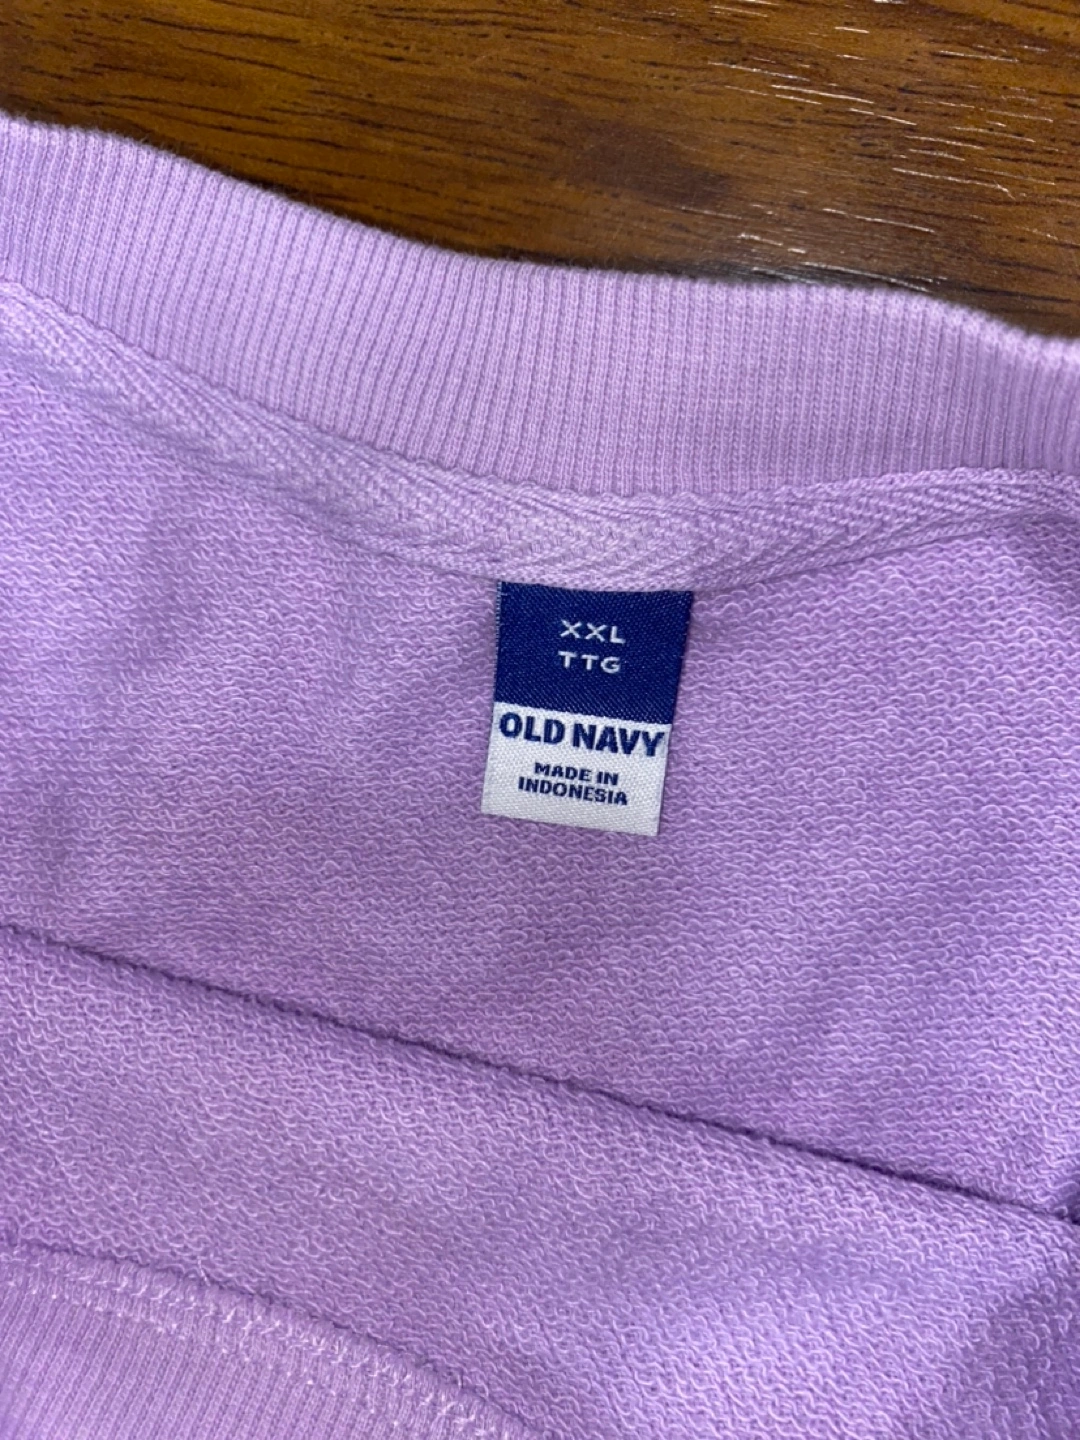 XXL
TTG
OLD NAVY
MADE IN
INDONESIA